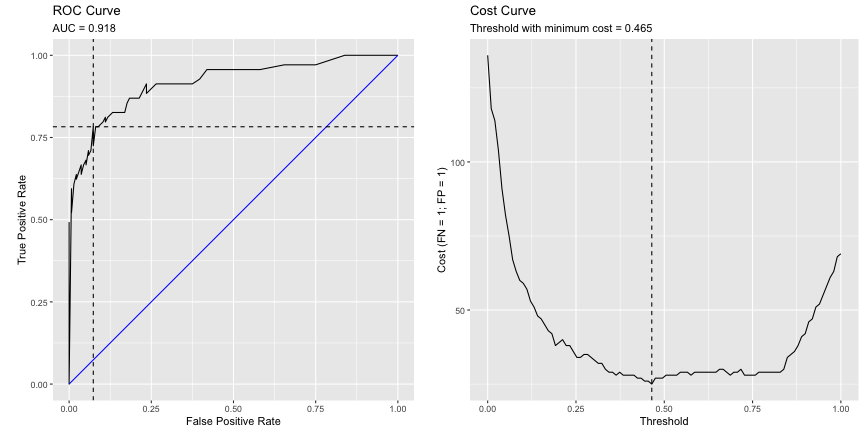 ROC Curve
AUC = 0.918
1.00
0.75
0.50
0.25
0.00
True Positive Rate
0.00 0.25 0.50 0.75 1.00
False Positive Rate
Cost Curve
Threshold with minimum cost = 0.465
100
50
Cost (FN = 1; FP = 1)
0.00 0.25 0.50 0.75 1.00
Threshold